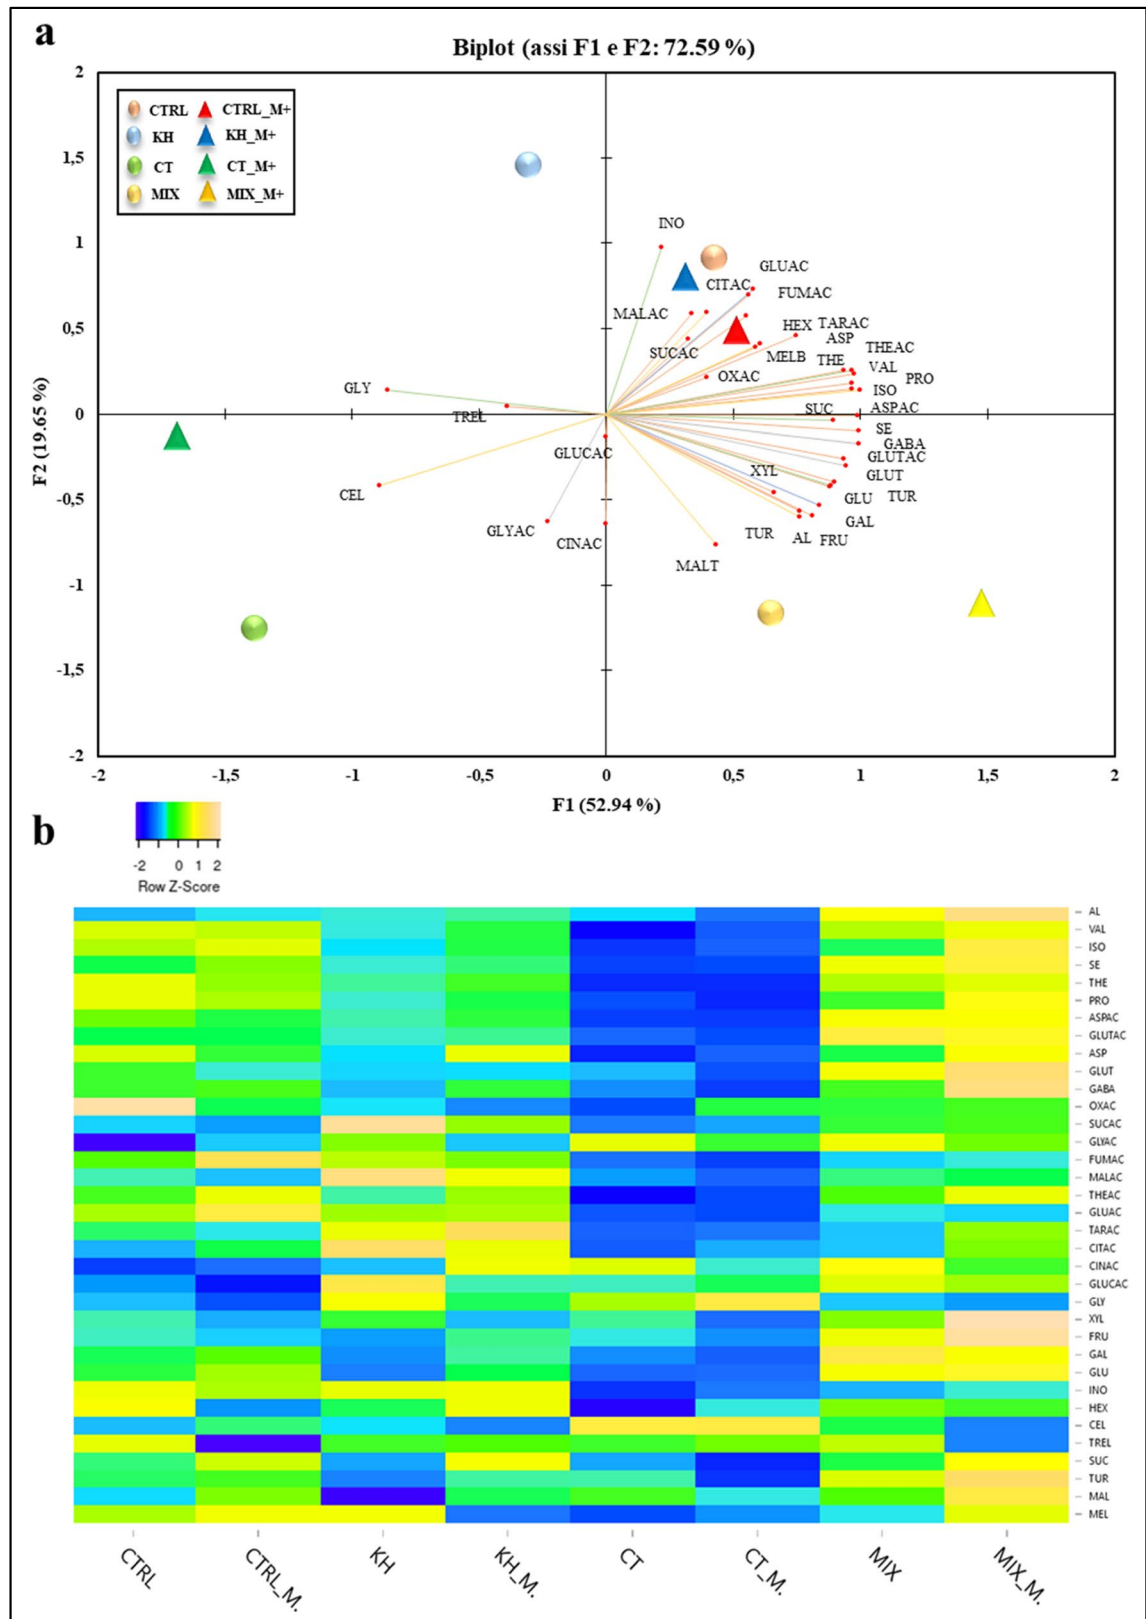 a
Biplot (assi F1 e F2: 72.59 %)
CTRL CTRL_M+
KH KH_M+
CT CT_M+
MIX MIX_M+
F2 (19.65 %)
2
1,5
1
0,5
0
-0,5
-1
-1,5
-2
INO
GLUAC
CITAC
FUMAC
MALAC
HEX
TARAC
ASP
SUCAC
MELB
THE
THEAC
VAL
OXAC
PRO
ISO
GLY
TREL
SUC
ASPAC
SE
GLUCAC
GABA
GLUTAC
XYL
GLUT
CEL
GLU
TUR
GLYAC
GAL
CINAC
TUR
AL
FRU
MALT
-2 -1,5 -1 -0,5 0 0,5 1 1,5 2
F1 (52.94 %)
b
-2 0 1 2
Row Z-Score
AL
VAL
ISO
SE
THE
PRO
ASPAC
GLUTAC
ASP
GLUT
GABA
OXAC
SUCAC
GLYAC
FUMAC
MALAC
THEAC
GLUAC
TARAC
CITAC
CINAC
GLUCAC
GLY
XYL
FRU
GAL
GLU
INO
HEX
CEL
TREL
SUC
TUR
MAL
MEL
CTRL CTRL_M. KH KH_M. CT CT_M. MIX MIX_M.